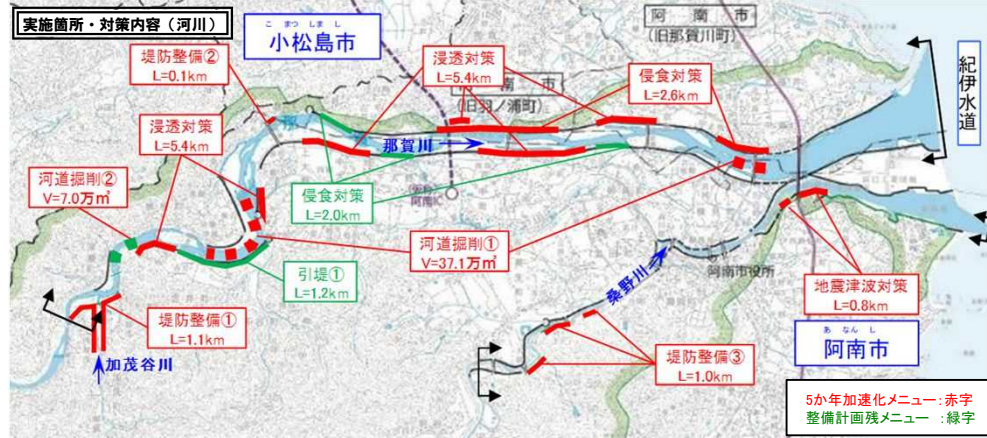 実施箇所・対策内容（河川）
こまつしまし
小松島市
阿南市
（旧那賀川町）
紀伊水道
堤防整備②
L=0.1km
浸透対策
L=5.4km
侵食対策
L=2.6km
南市
（旧羽ノ浦町）
浸透対策
L=5.4km
那賀川
河道掘削②
V=7.0万㎥
侵食対策
L=2.0km
阿南IC
河道掘削①
V=37.1万㎥
引堤①
L=1.2km
桑野川
阿南市役所
地震津波対策
L=0.8km
堤防整備①
L=1.1km
加茂谷川
あなんし
阿南市
堤防整備③
L=1.0km
5か年加速化メニュー：赤字
整備計画残メニュー ：緑字